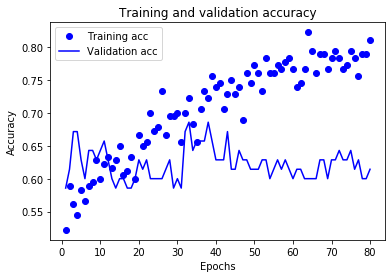 Training and validation accuracy
Training acc
Validation acc
Accuracy
0.80
0.75
0.70
0.65
0.60
0.55
0 10 20 30 40 50 60 70 80
Epochs